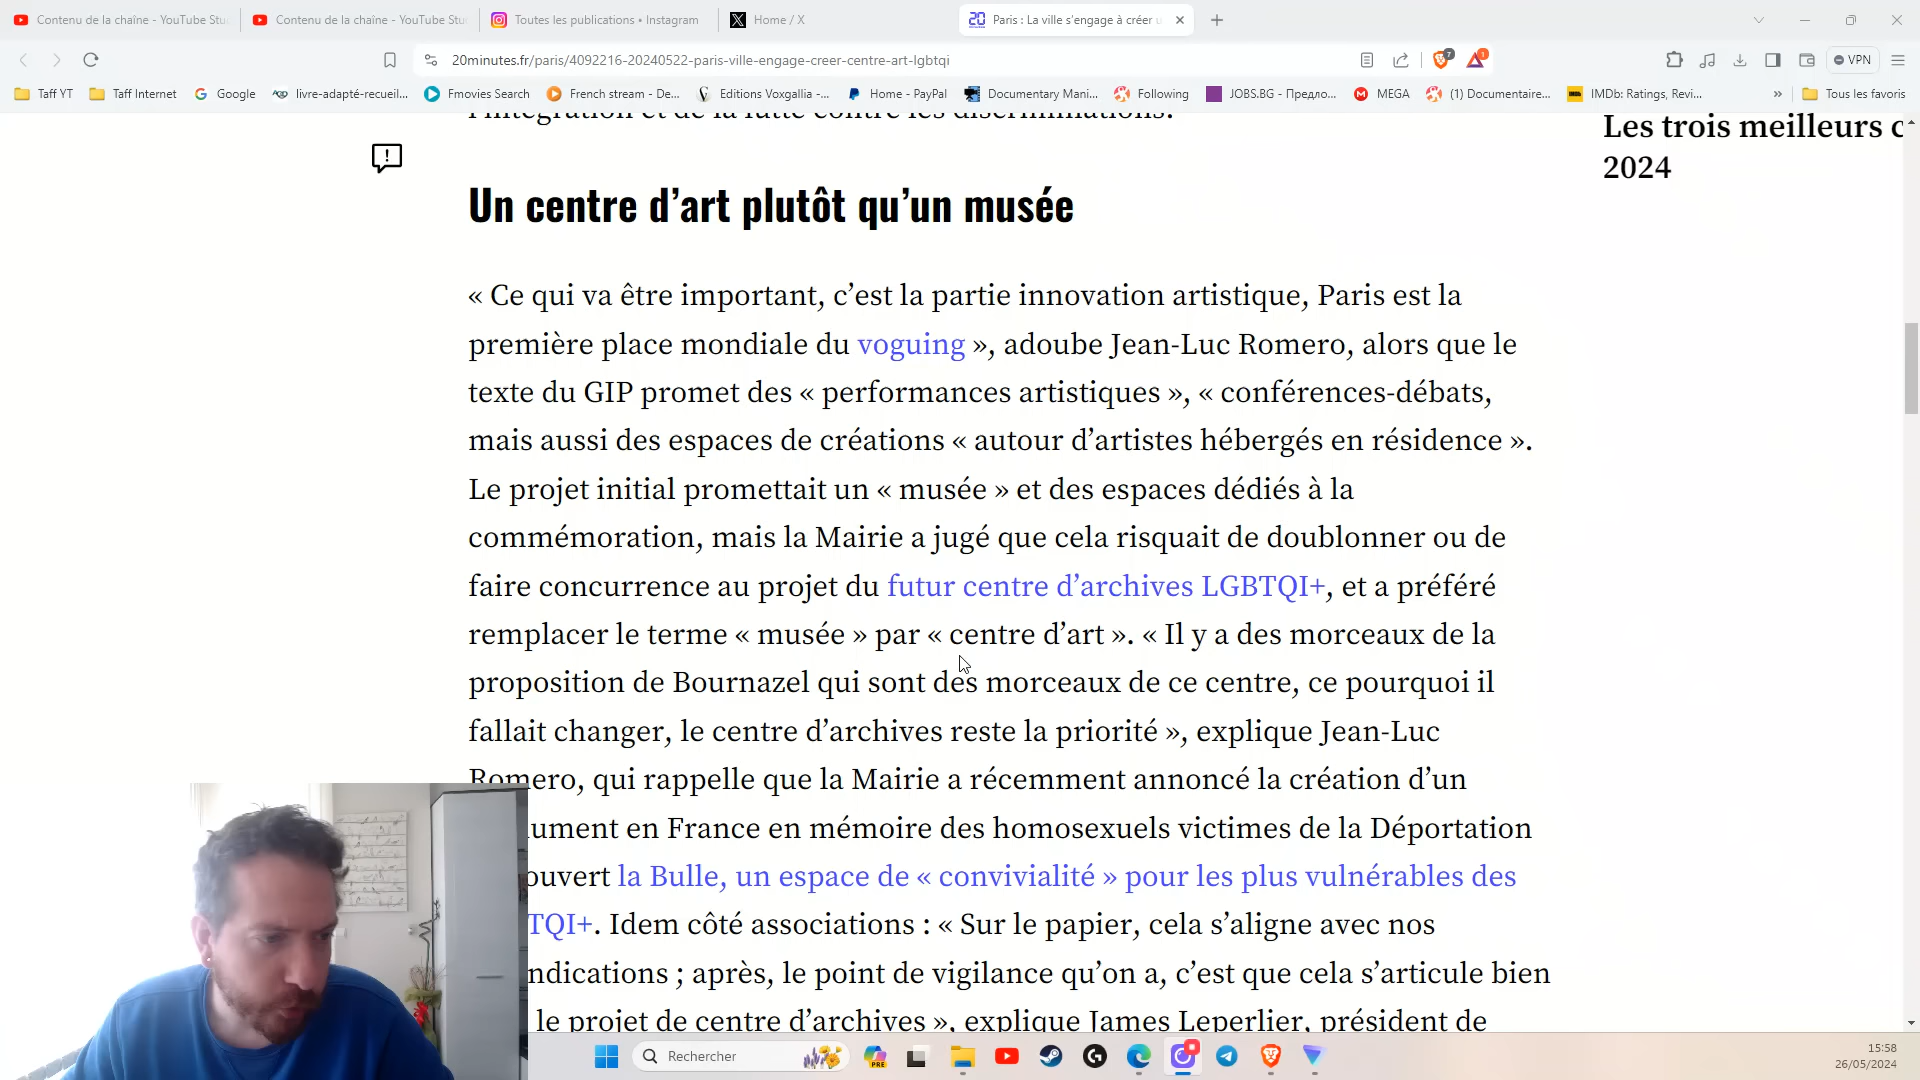 Contenu de la chaîne - YouTube Stu
Contenu de la chaîne - YouTube Stu
Toutes les publications • Instagram
Home / X
Paris : La ville s'engage à créer u
20minutes.fr/paris/4092216-20240522-paris-ville-engage-creer-centre-art-lgbtqi
7
1
VPN
Taff YT
Taff Internet
Google
livre-adapté-recueil...
Fmovies Search
French stream - De...
Editions Voxgallia -...
Home - PayPal
Documentary Mani...
Following
JOBS.BG - Предло...
MEGA
(1) Documentaire...
IMDb: Ratings, Revi...
»
Tous les favoris
l'intégration et de la lutte contre les discriminations.
Les trois meilleurs c
2024
Un centre d'art plutôt qu'un musée
« Ce qui va être important, c'est la partie innovation artistique, Paris est la
première place mondiale du voguing », adoube Jean-Luc Romero, alors que le
texte du GIP promet des « performances artistiques », « conférences-débats,
mais aussi des espaces de créations « autour d'artistes hébergés en résidence ».
Le projet initial promettait un « musée » et des espaces dédiés à la
commémoration, mais la Mairie a jugé que cela risquait de doublonner ou de
faire concurrence au projet du futur centre d'archives LGBTQI+, et a préféré
remplacer le terme « musée » par « centre d'art ». « Il y a des morceaux de la
proposition de Bournazel qui sont des morceaux de ce centre, ce pourquoi il
fallait changer, le centre d'archives reste la priorité », explique Jean-Luc
Romero, qui rappelle que la Mairie a récemment annoncé la création d'un
ument en France en mémoire des homosexuels victimes de la Déportation
ouvert la Bulle, un espace de « convivialité » pour les plus vulnérables des
TQI+. Idem côté associations : « Sur le papier, cela s'aligne avec nos
ndications ; après, le point de vigilance qu'on a, c'est que cela s'articule bien
le projet de centre d'archives », explique James Leperlier, président de
Rechercher
PRE
15:58
26/05/2024